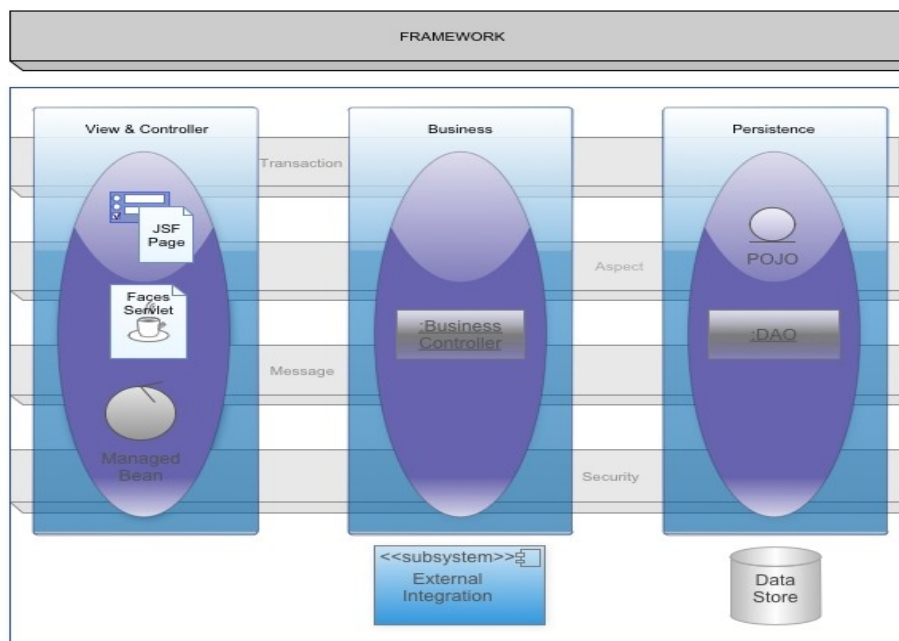 FRAMEWORK
View & Controller
Business
Persistence
Transaction
JSF
Page
POJO
Aspect
Faces
Servlet
:Business
Controller
:DAO
Message
Managed
Bean
Security
<<subsystem>>
External
Integration
Data
Store